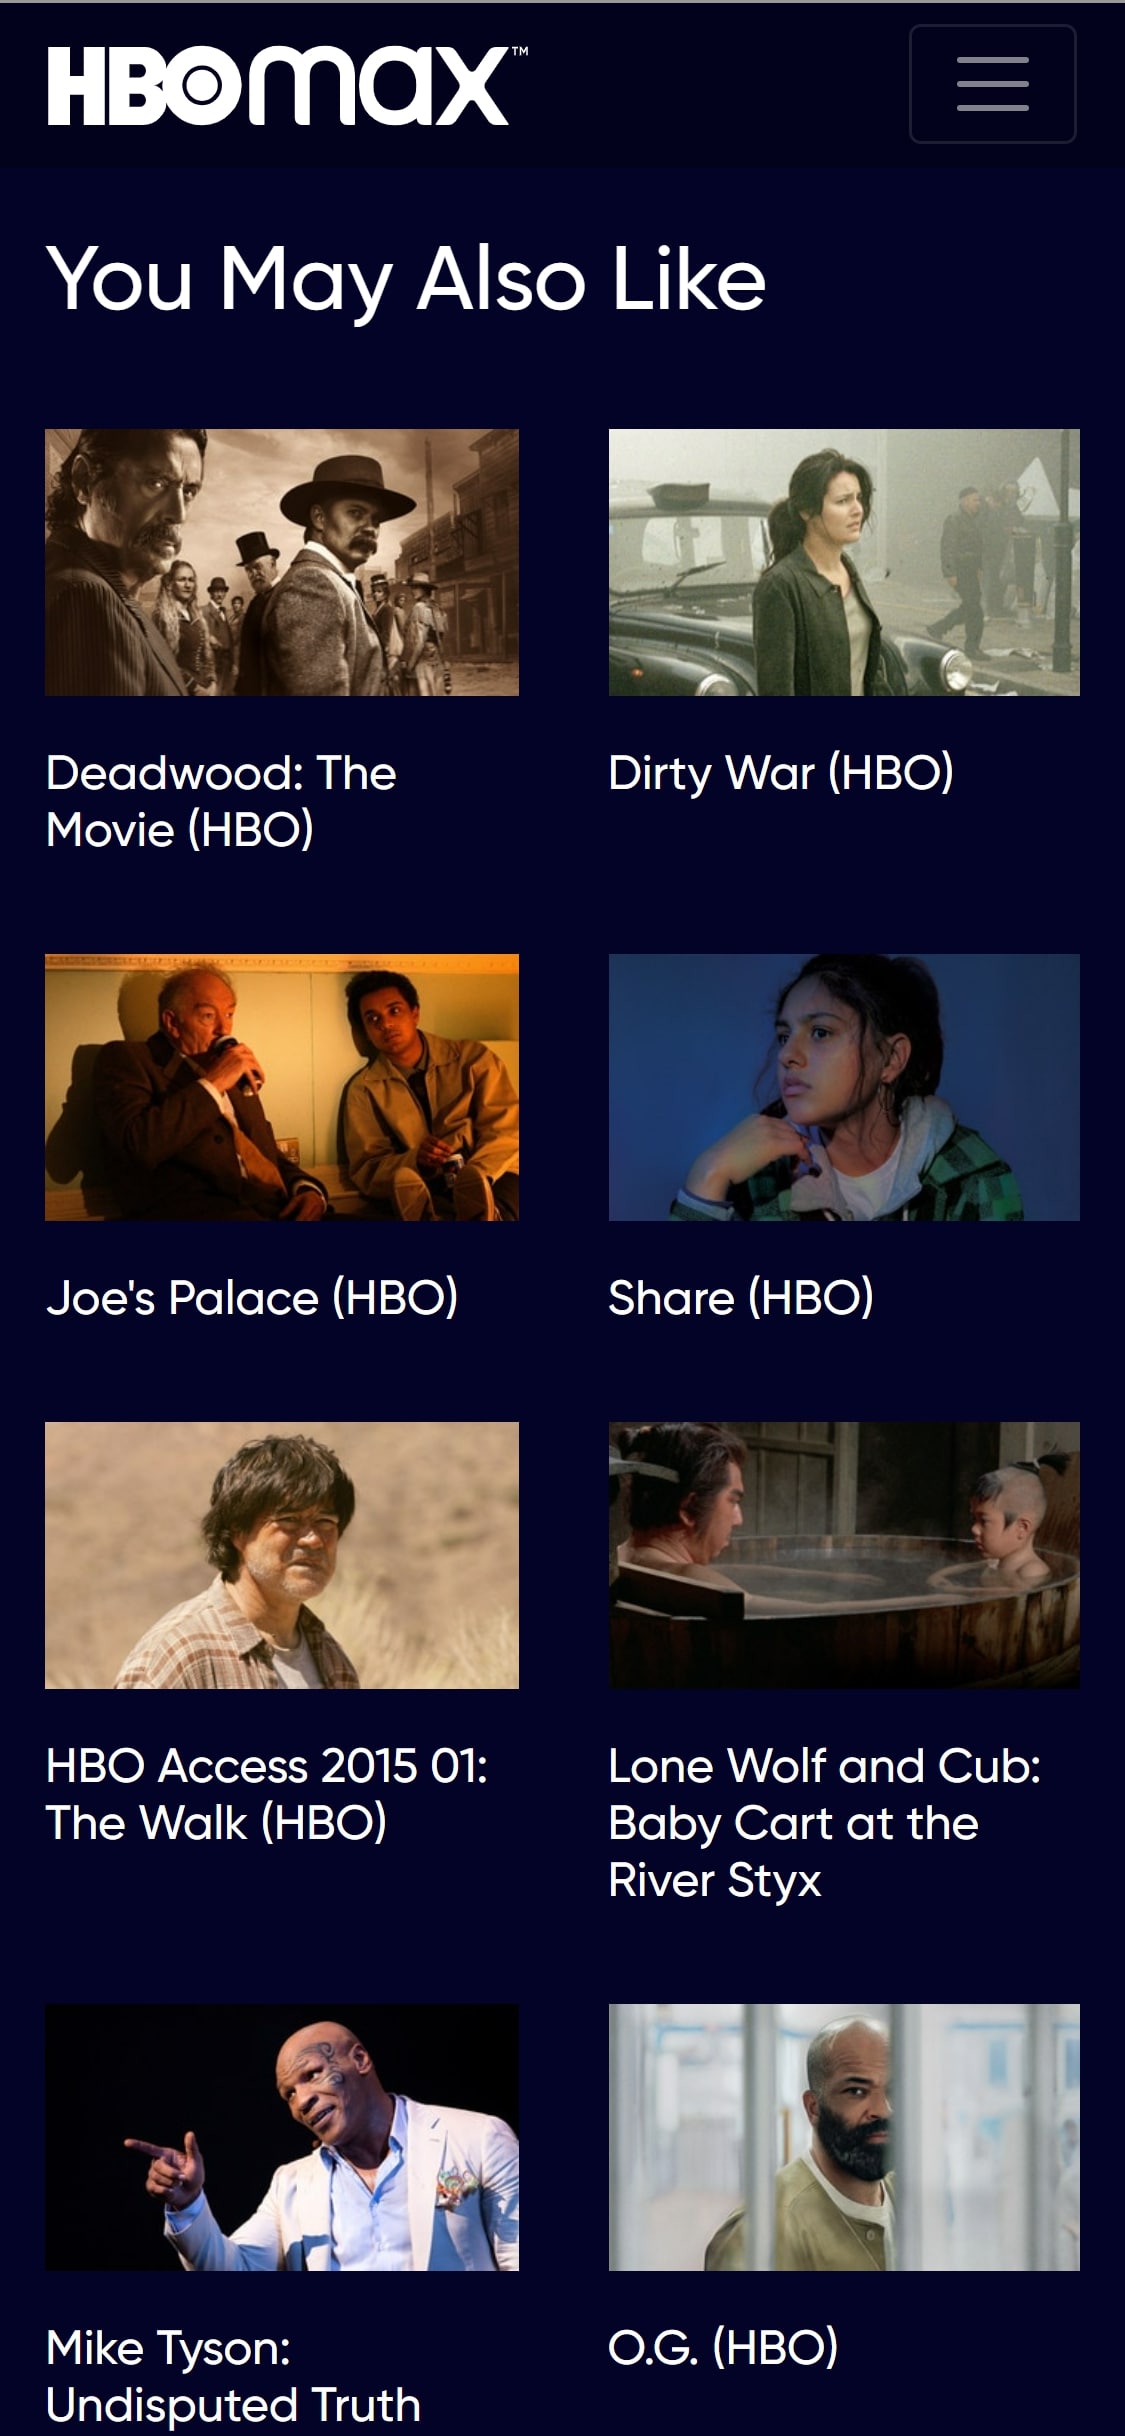 HBOmax™
You May Also Like
Deadwood: The
Movie (HBO)
Dirty War (HBO)
Joe's Palace (HBO)
Share (HBO)
HBO Access 2015 01:
The Walk (HBO)
Lone Wolf and Cub:
Baby Cart at the
River Styx
Mike Tyson:
Undisputed Truth
O.G. (HBO)